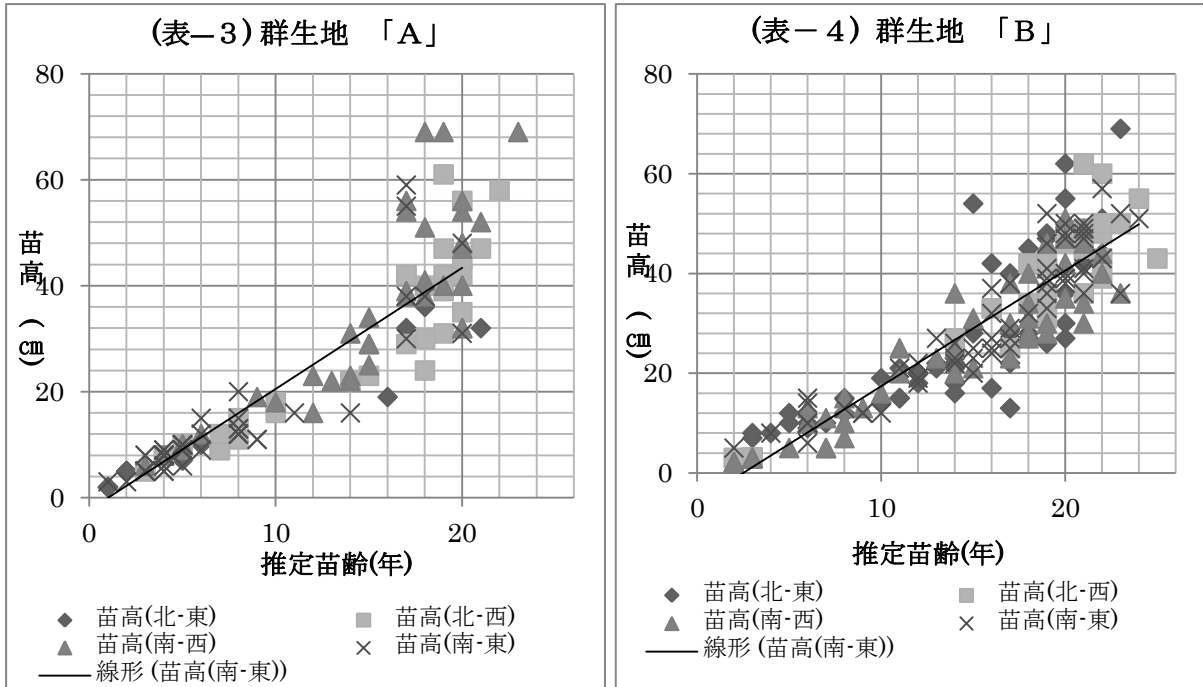 (表―3) 群生地 「A」
80
60
40
20
0
0
10
20
苗高(㎝)
推定苗齢(年)
苗高(北-東)
苗高(北-西)
苗高(南-西)
苗高(南-東)
線形 (苗高(南-東))
(表－4) 群生地 「B」
80
60
40
20
0
0
10
20
苗高(㎝)
推定苗齢(年)
苗高(北-東)
苗高(北-西)
苗高(南-西)
苗高(南-東)
線形 (苗高(南-東))